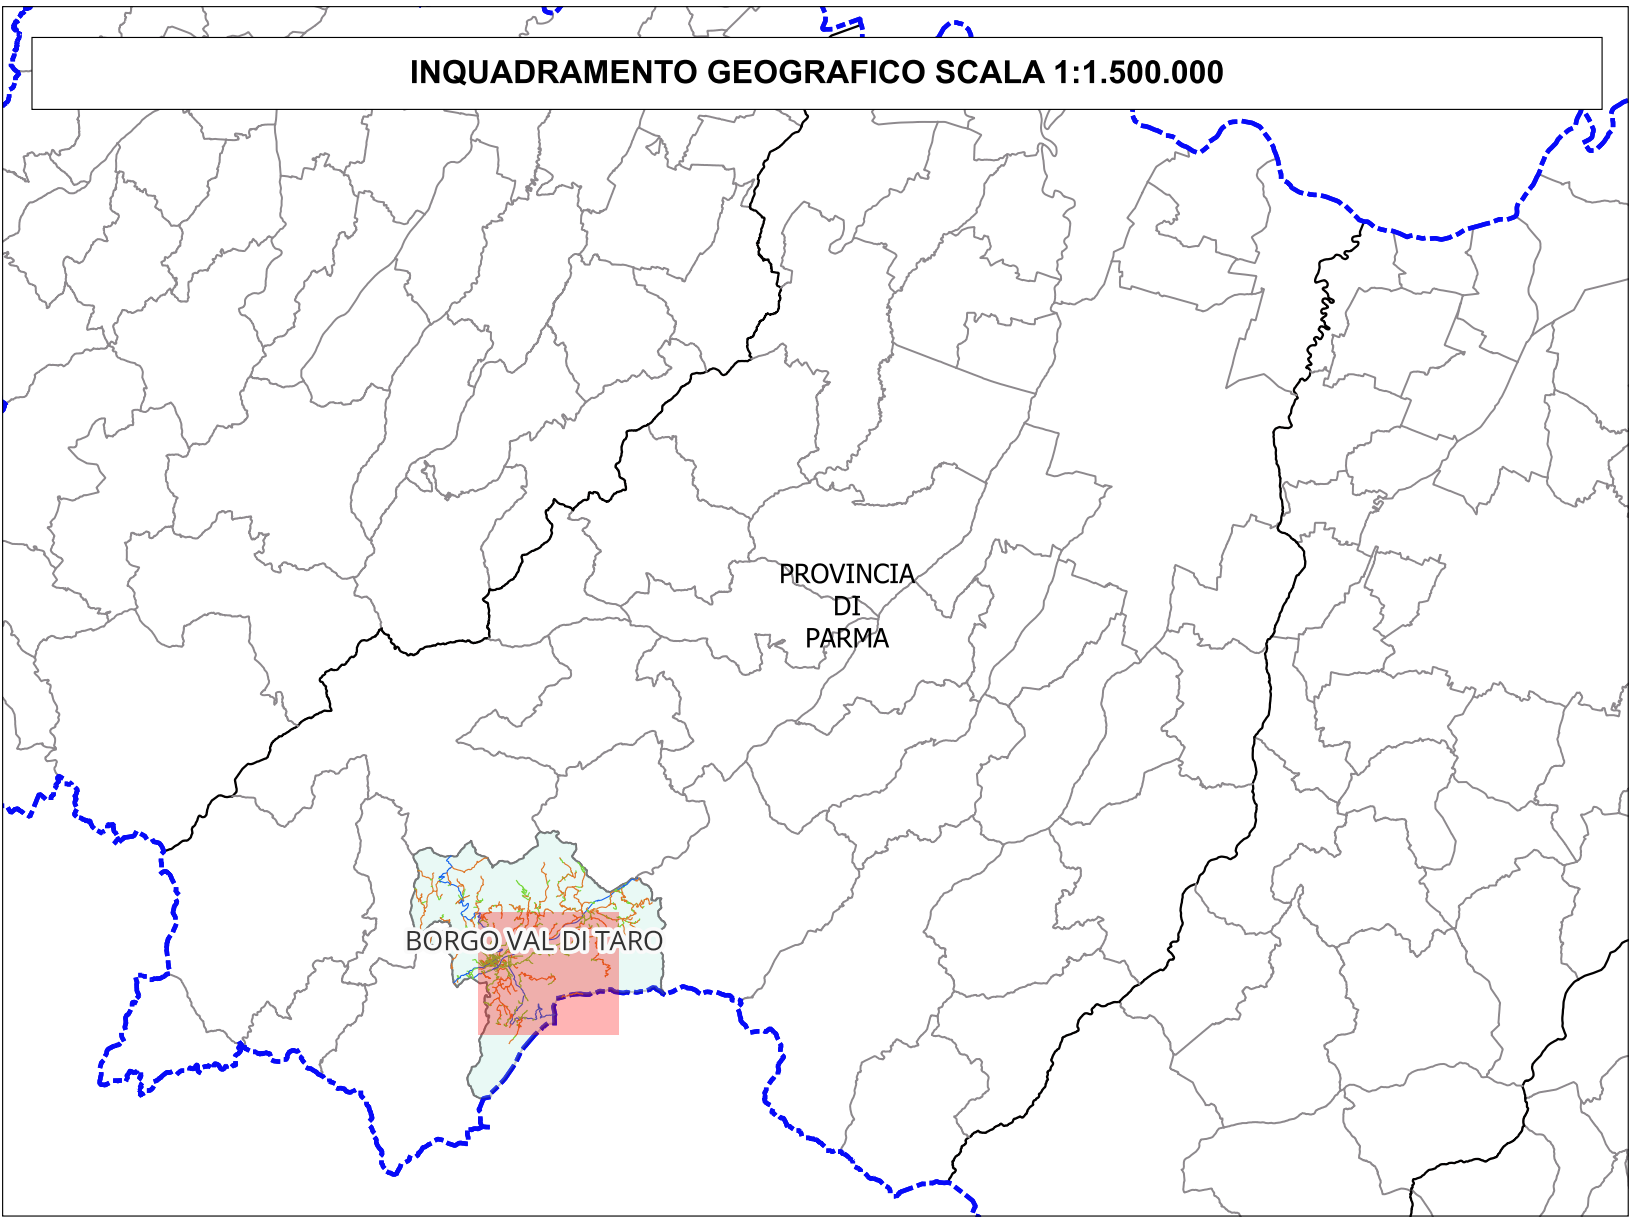 INQUADRAMENTO GEOGRAFICO SCALA 1:1.500.000
PROVINCIA
DI
PARMA
BORGO VAL DI TARO